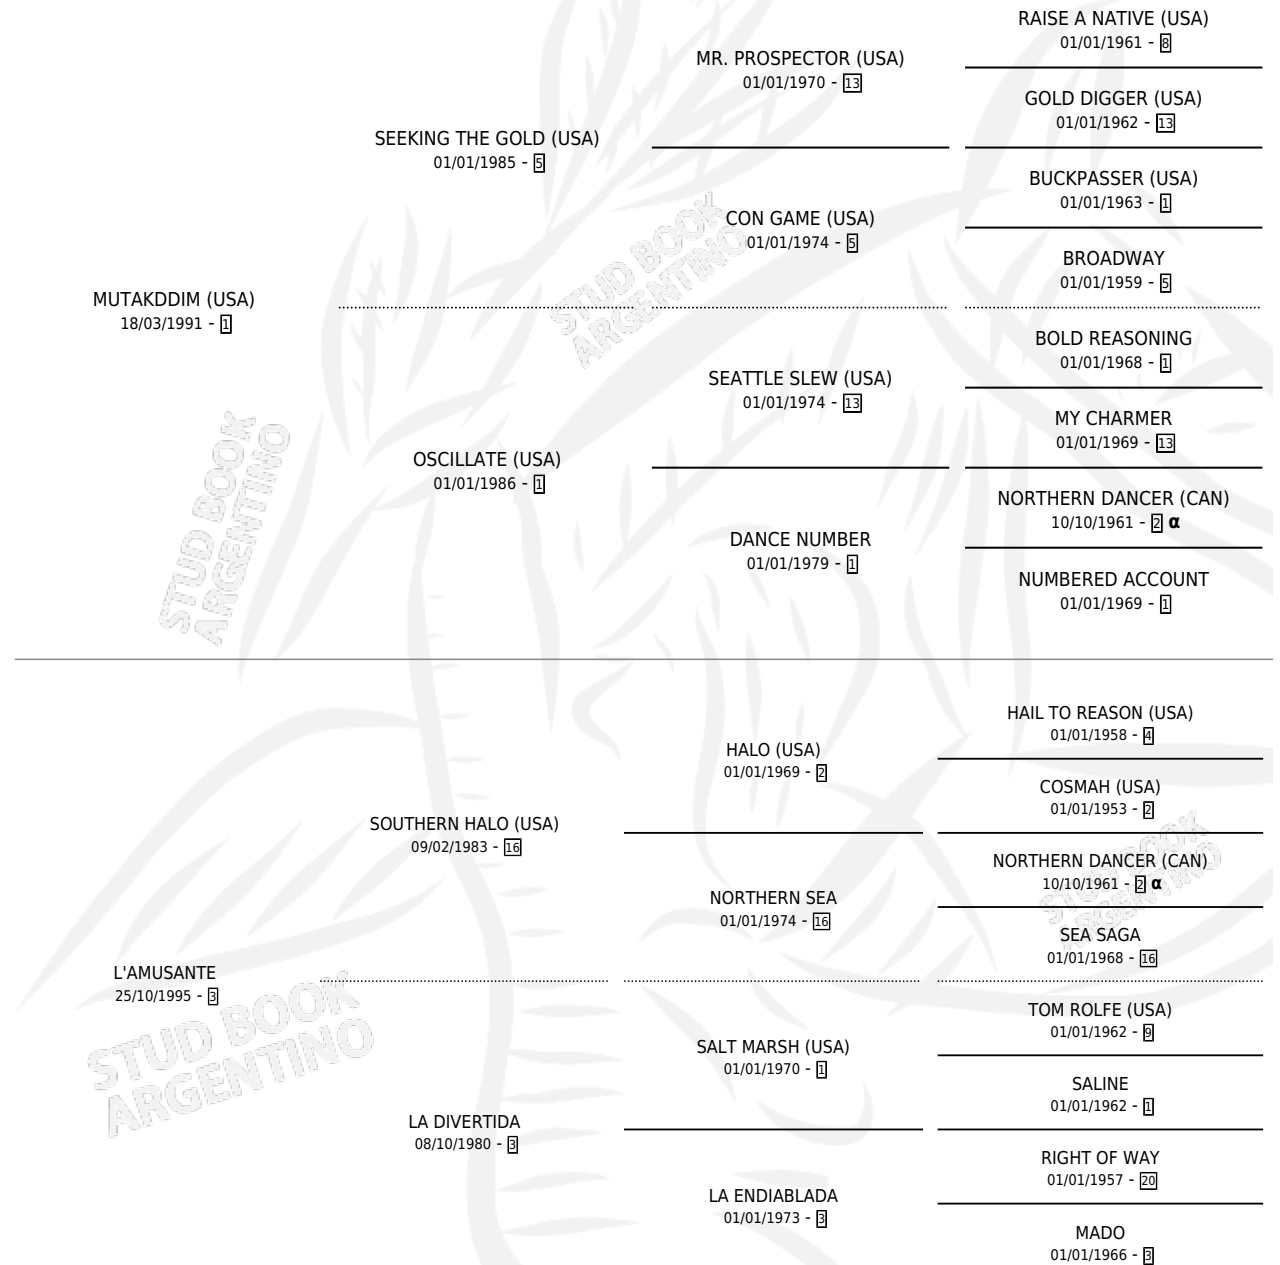 RAISE A NATIVE (USA)
01/01/1961 - 8
MR. PROSPECTOR (USA)
01/01/1970 - 13
GOLD DIGGER (USA)
01/01/1962 - 13
SEEKING THE GOLD (USA)
01/01/1985 - 5
BUCKPASSER (USA)
01/01/1963 - 1
CON GAME (USA)
01/01/1974 - 5
BROADWAY
01/01/1959 - 5
MUTAKDDIM (USA)
18/03/1991 - 1
STUD BOOK
ARGENTINO
BOLD REASONING
01/01/1968 - 1
SEATTLE SLEW (USA)
01/01/1974 - 13
MY CHARMER
01/01/1969 - 13
OSCILLATE (USA)
01/01/1986 - 1
NORTHERN DANCER (CAN)
10/10/1961 - 2 α
DANCE NUMBER
01/01/1979 - 1
NUMBERED ACCOUNT
01/01/1969 - 1
STUD BOOK
ARGENTINO
HAIL TO REASON (USA)
01/01/1958 - 4
HALO (USA)
01/01/1969 - 2
COSMAH (USA)
01/01/1953 - 2
SOUTHERN HALO (USA)
09/02/1983 - 16
NORTHERN DANCER (CAN)
10/10/1961 - 2 α
NORTHERN SEA
01/01/1974 - 16
SEA SAGA
01/01/1968 - 16
STUD BOOK
ARGENTINO
L'AMUSANTE
25/10/1995 - 3
TOM ROLFE (USA)
01/01/1962 - 9
SALT MARSH (USA)
01/01/1970 - 1
SALINE
01/01/1962 - 1
STUD BOOK
ARGENTINO
LA DIVERTIDA
08/10/1980 - 3
RIGHT OF WAY
01/01/1957 - 20
LA ENDIABLADA
01/01/1973 - 3
MADO
01/01/1966 - 3